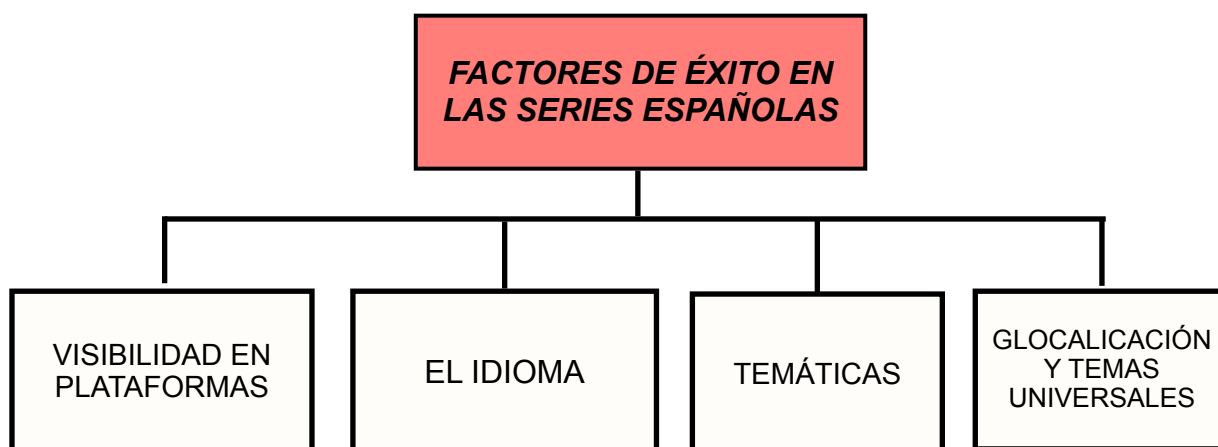 FACTORES DE ÉXITO EN
LAS SERIES ESPAÑOLAS
VISIBILIDAD EN
PLATAFORMAS
EL IDIOMA
TEMÁTICAS
GLOCALICACIÓN
Y TEMAS
UNIVERSALES